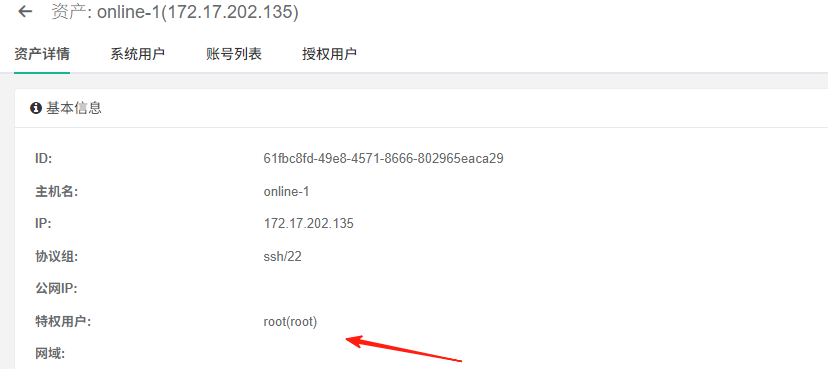 资产: online-1(172.17.202.135)
资产详情 系统用户 账号列表 授权用户
基本信息
ID: 61fbc8fd-49e8-4571-8666-802965eaca29
主机名: online-1
IP: 172.17.202.135
协议组: ssh/22
公网IP:
特权用户: root(root)
网域: